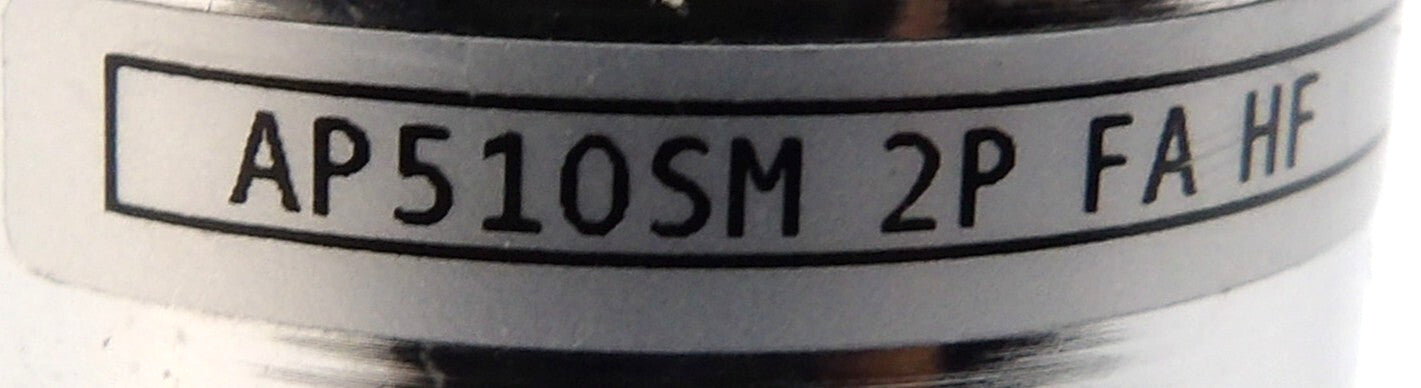 AP510SM 2P FA HF